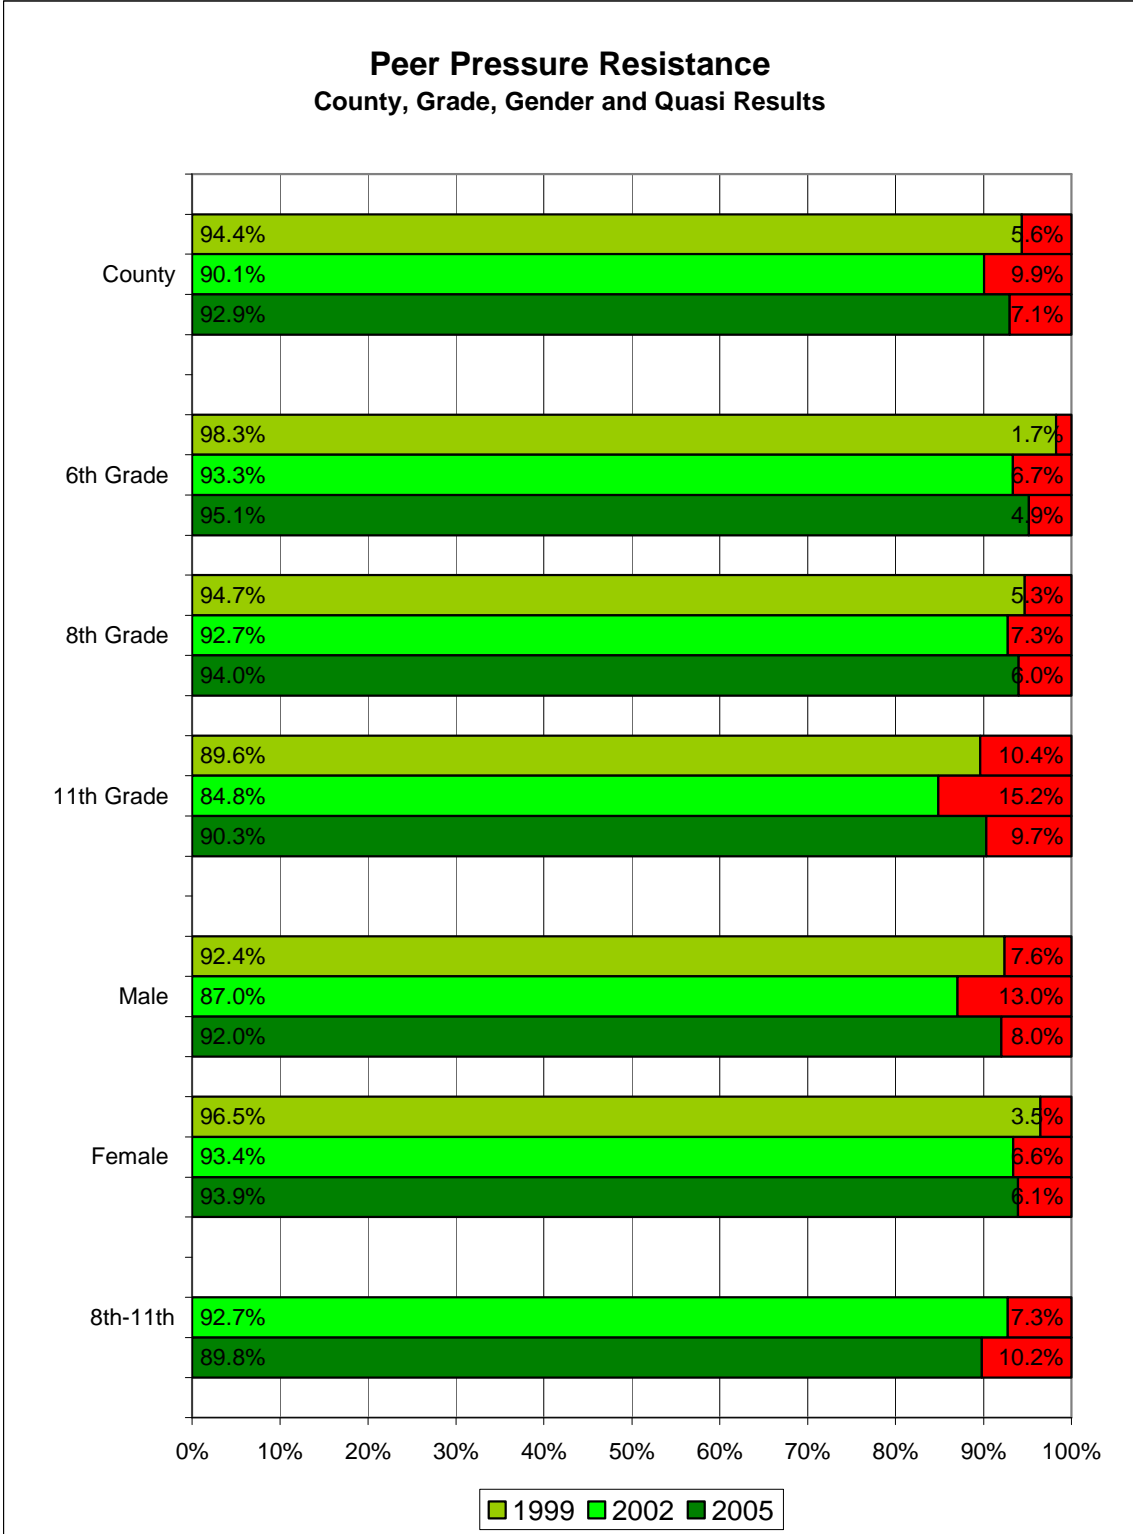 Peer Pressure Resistance
County, Grade, Gender and Quasi Results
94.4% 5.6%
County 90.1% 9.9%
92.9% 7.1%
98.3% 1.7%
6th Grade 93.3% 6.7%
95.1% 4.9%
94.7% 5.3%
8th Grade 92.7% 7.3%
94.0% 6.0%
89.6% 10.4%
11th Grade 84.8% 15.2%
90.3% 9.7%
92.4% 7.6%
Male 87.0% 13.0%
92.0% 8.0%
96.5% 3.5%
Female 93.4% 6.6%
93.9% 6.1%
8th-11th 92.7% 7.3%
89.8% 10.2%
0% 10% 20% 30% 40% 50% 60% 70% 80% 90% 100%
1999 2002 2005